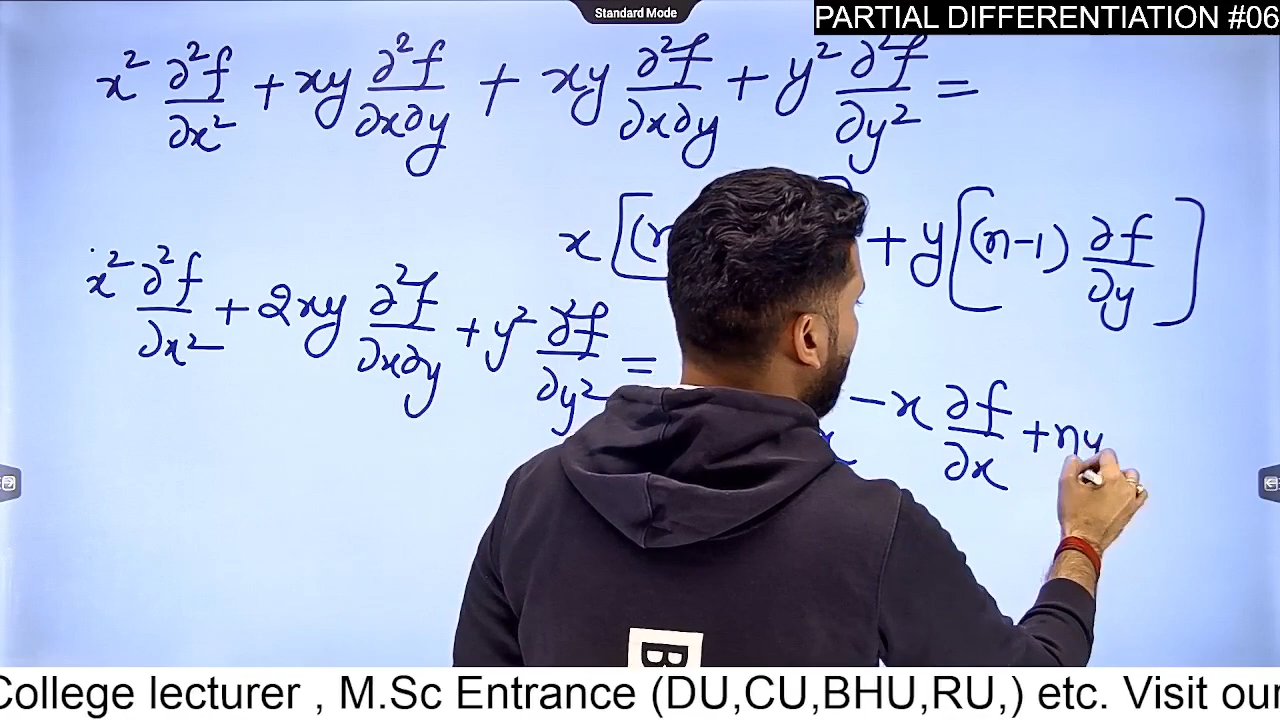 Standard Mode
PARTIAL DIFFERENTIATION #06
x² ∂²f/∂x² + xy ∂²f/∂x∂y + xy ∂²f/∂x∂y + y² ∂²f/∂y² =
x [(n + y [(n-1) ∂f/∂y]
x² ∂²f/∂x² + 2xy ∂²f/∂x∂y + y² ∂²f/∂y² =
- x ∂f/∂x + ny
College lecturer , M.Sc Entrance (DU,CU,BHU,RU,) etc. Visit our